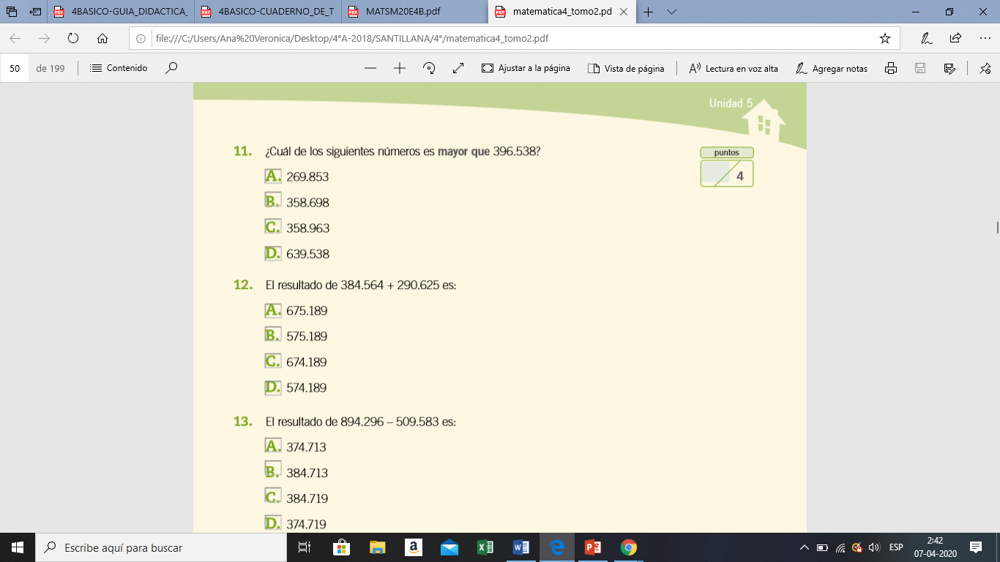 4BASICO-GUIA_DIDACTICA_
4BASICO-CUADERNO_DE_T
MATSM20E4B.pdf
matematica4_tomo2.pd
file:///C:/Users/Ana%20Veronica/Desktop/4°A-2018/SANTILLANA/4°/matematica4_tomo2.pdf
50 de 199 Contenido Ajustar a la página Vista de página Lectura en voz alta Agregar notas
Unidad 5
11. ¿Cuál de los siguientes números es mayor que 396.538?
puntos
4
A. 269.853
B. 358.698
C. 358.963
D. 639.538
12. El resultado de 384.564 + 290.625 es:
A. 675.189
B. 575.189
C. 674.189
D. 574.189
13. El resultado de 894.296 – 509.583 es:
A. 374.713
B. 384.713
C. 384.719
D. 374.719
Escribe aquí para buscar
ESP
2:42
07-04-2020